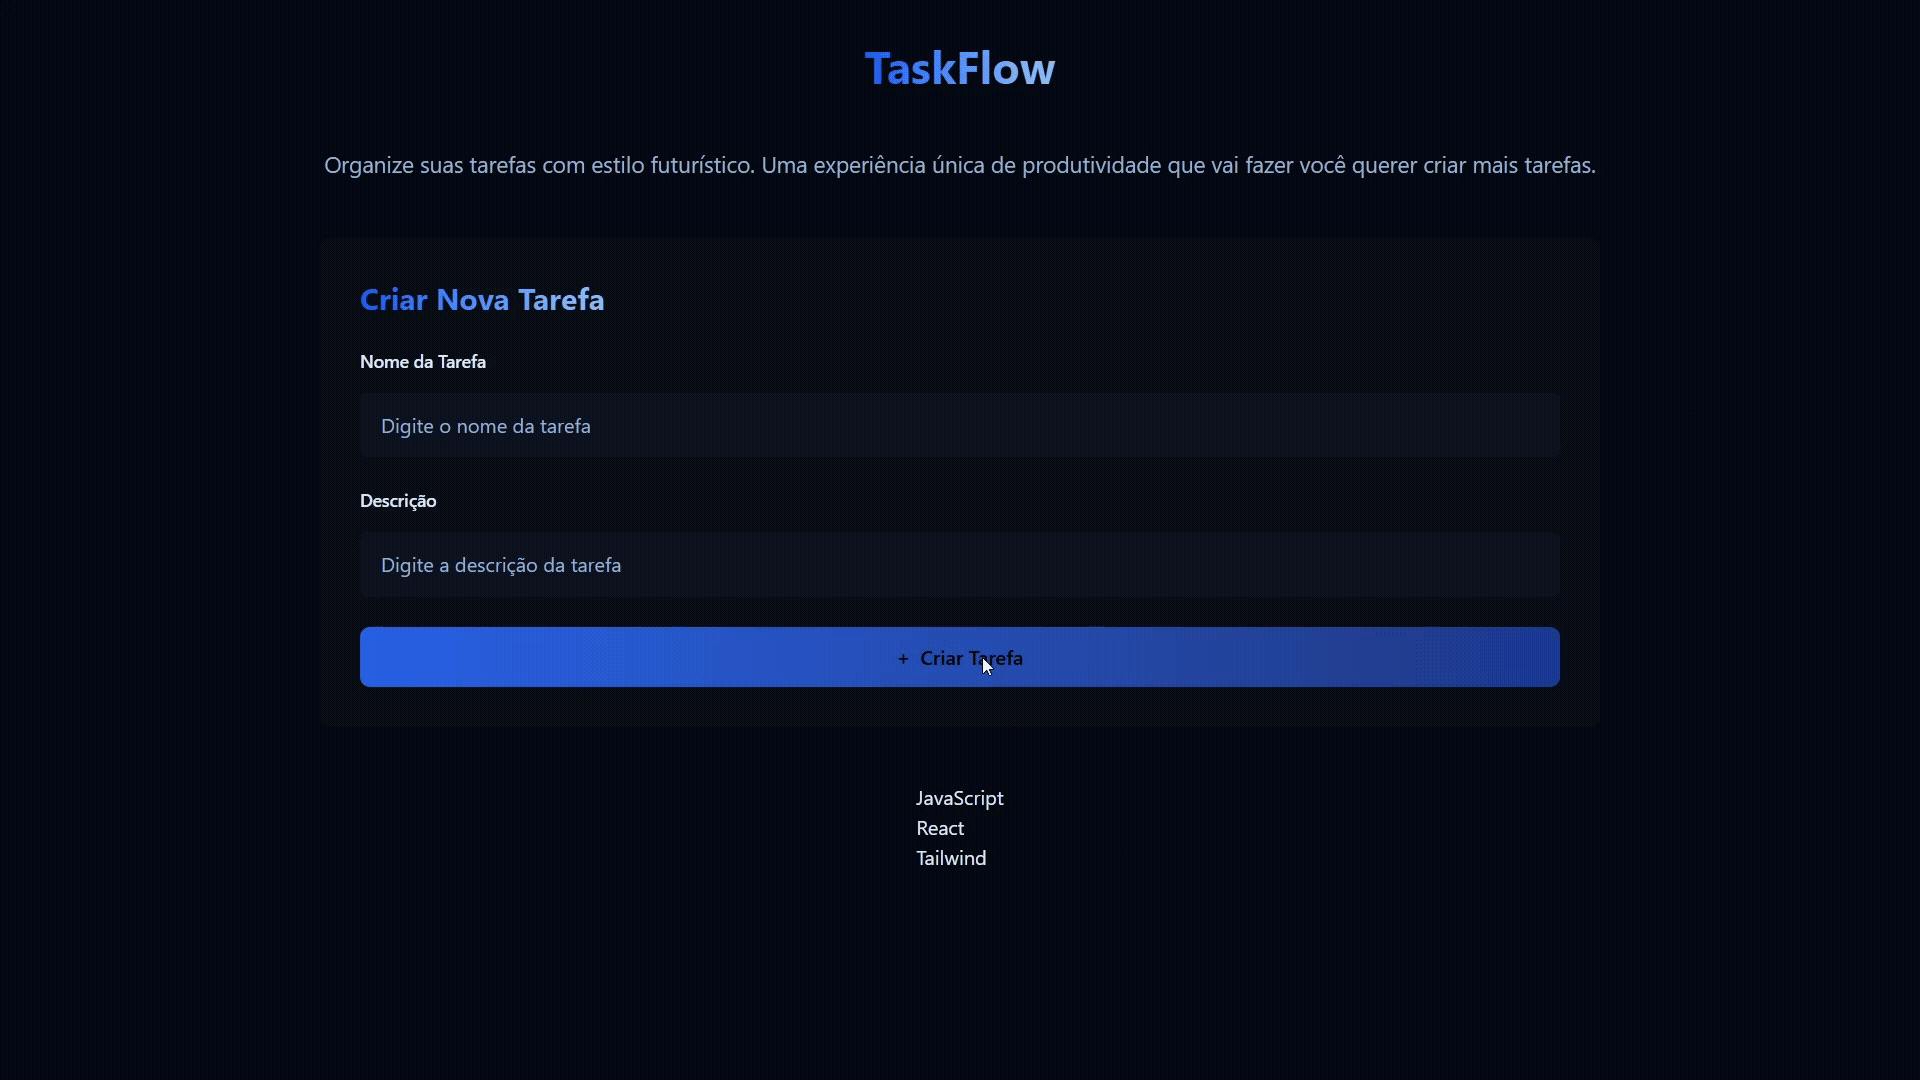 TaskFlow
Organize suas tarefas com estilo futurístico. Uma experiência única de produtividade que vai fazer você querer criar mais tarefas.
Criar Nova Tarefa
Nome da Tarefa
Digite o nome da tarefa
Descrição
Digite a descrição da tarefa
+ Criar Tarefa
JavaScript
React
Tailwind